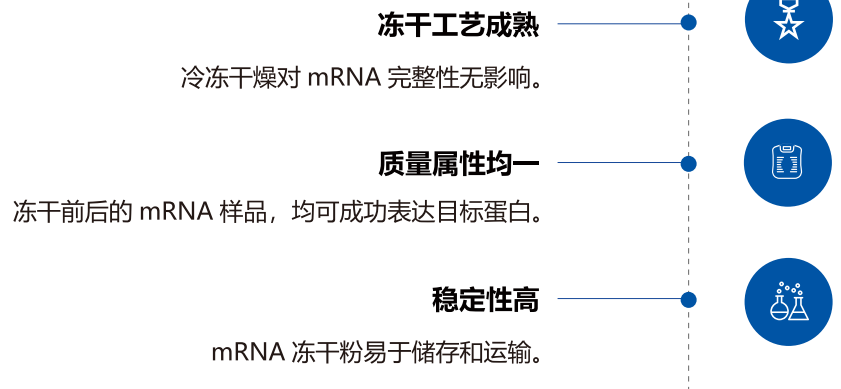 冻干工艺成熟
冷冻干燥对 mRNA 完整性无影响。
质量属性均一
冻干前后的 mRNA 样品，均可成功表达目标蛋白。
稳定性高
mRNA 冻干粉易于储存和运输。